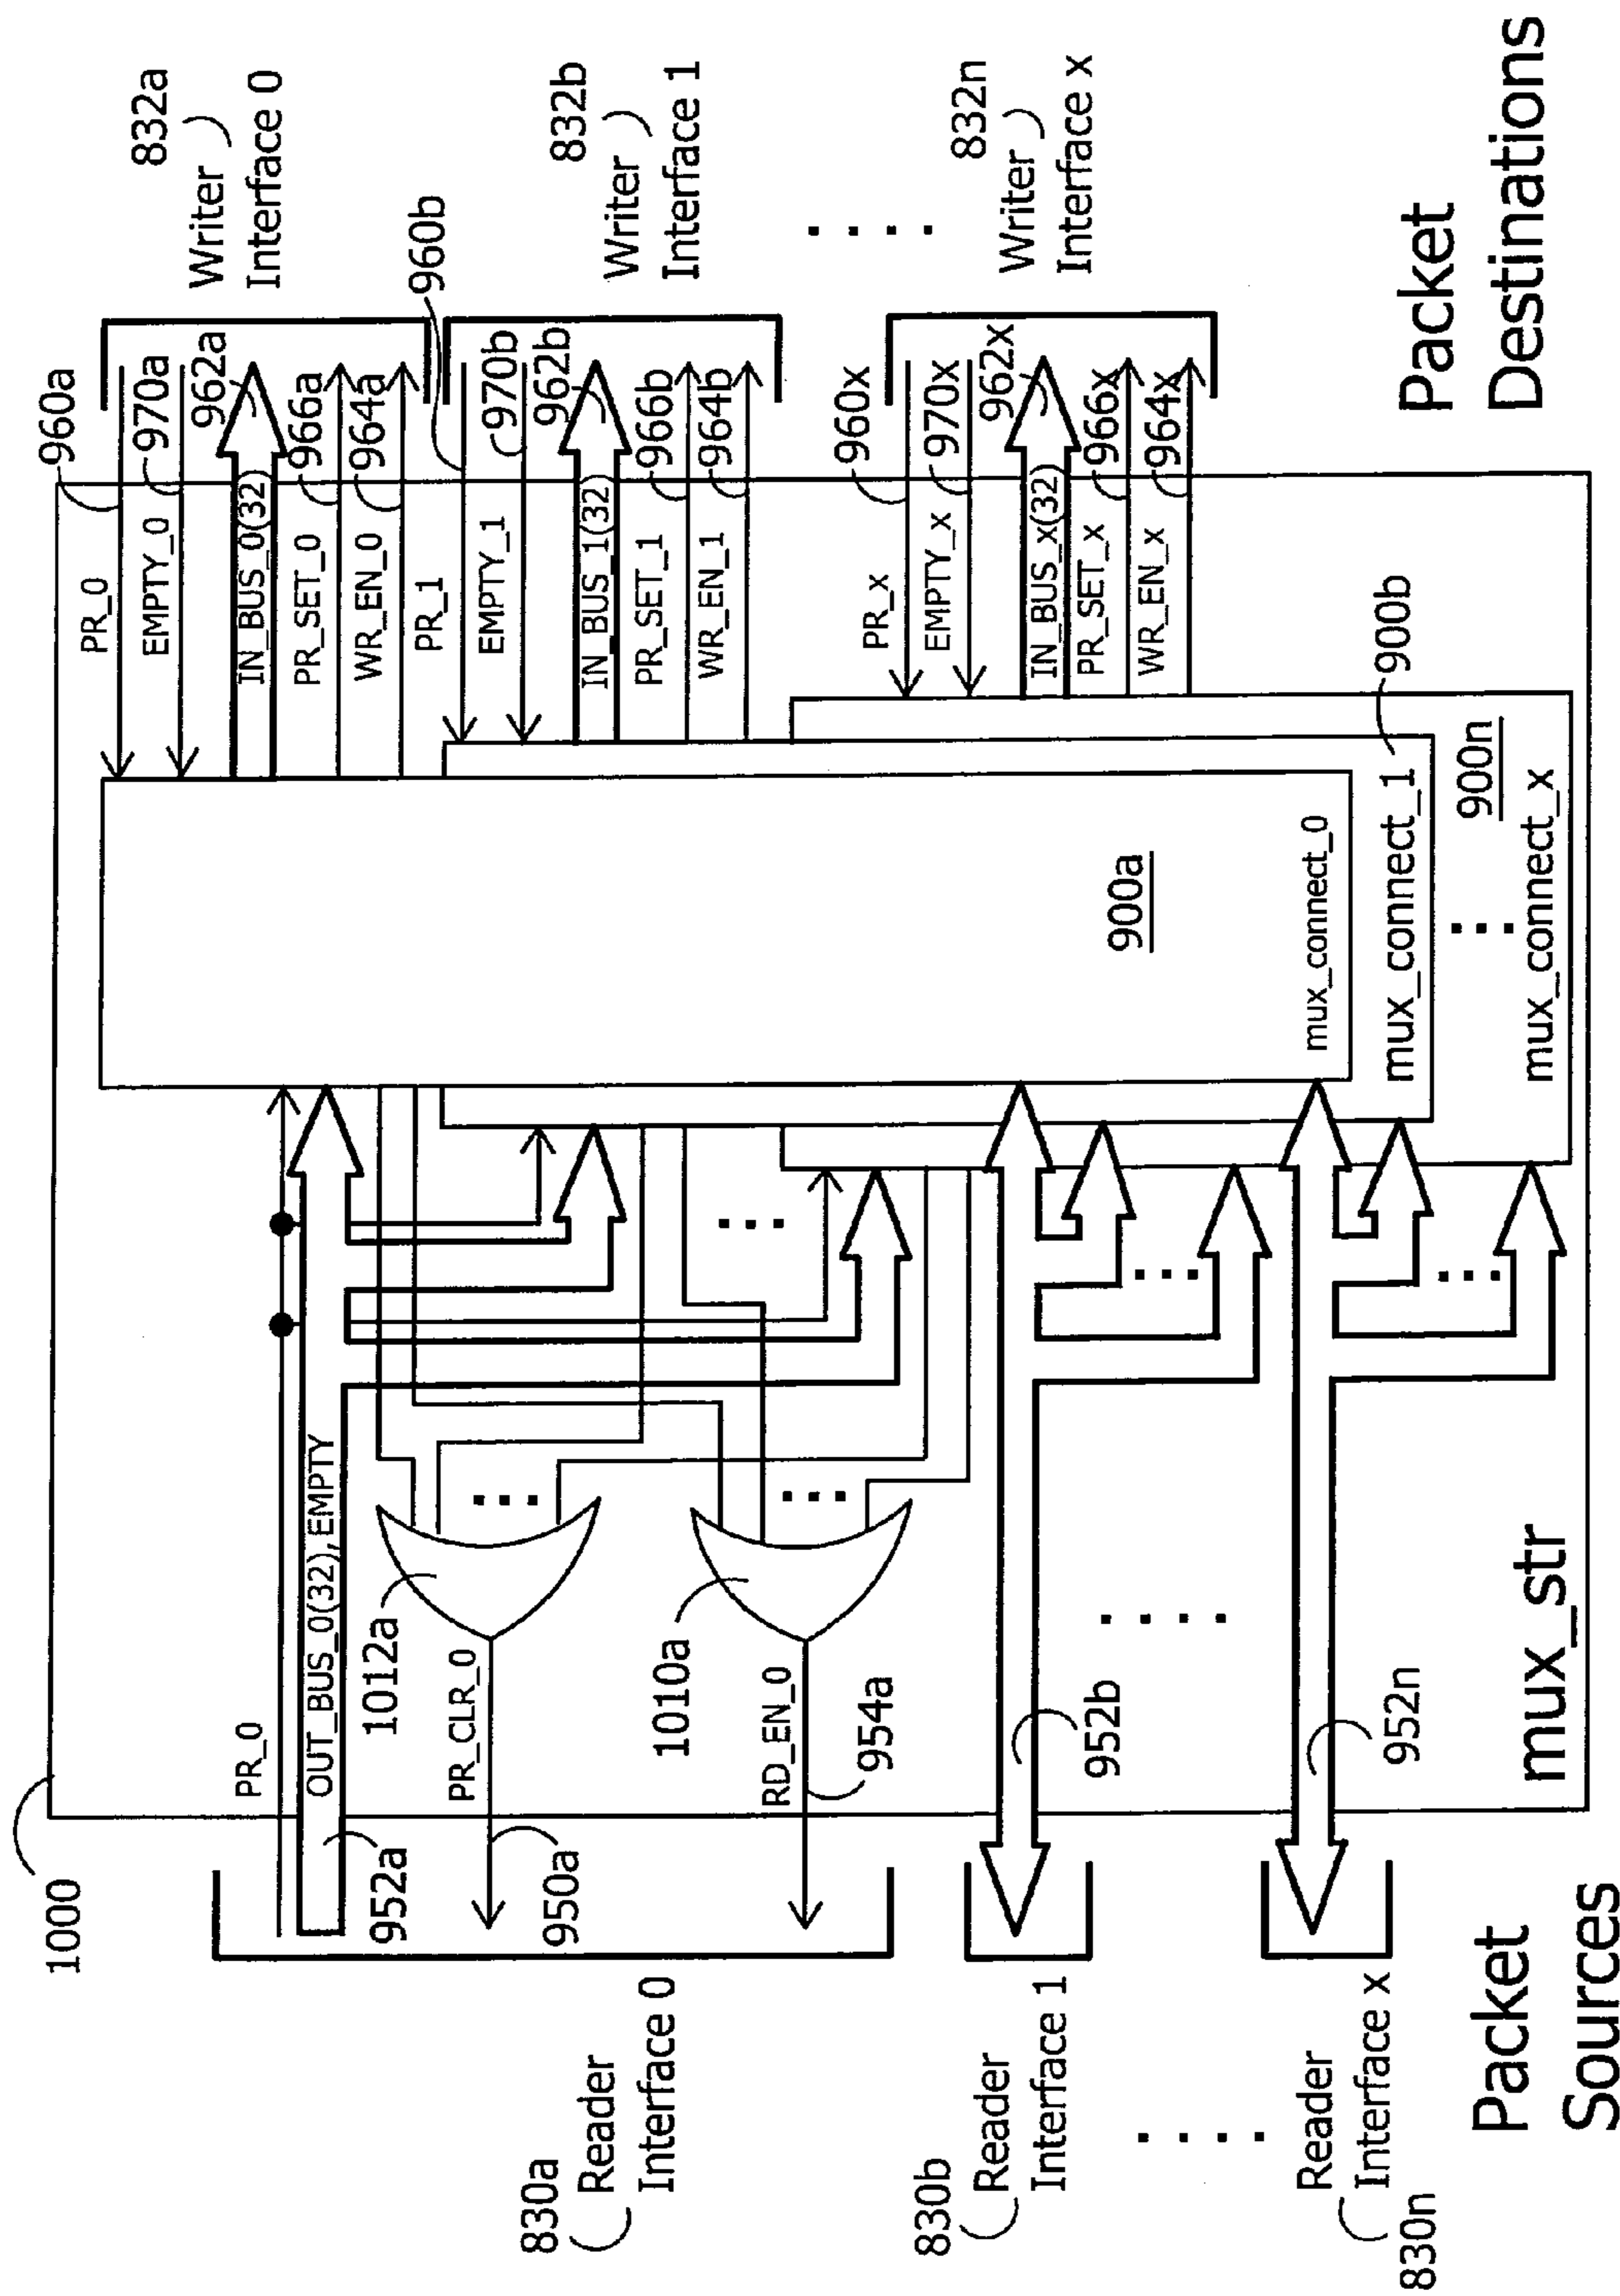 1000
830a
Reader
Interface 0
830b
Reader
Interface 1
....
Reader
Interface x
830n
Packet
Sources
PR_0
OUT_BUS_0(32),EMPTY
952a
1012a
PR_CLR_0
950a
1010a
RD_EN_0
954a
...
...
...
952b
....
952n
...
...
mux_str
900a
mux_connect_0
mux_connect_1
900b
...
900n
mux_connect_x
PR_0
960a
EMPTY_0
970a
IN_BUS_0(32)
962a
PR_SET_0
966a
WR_EN_0
964a
PR_1
960b
EMPTY_1
970b
IN_BUS_1(32)
962b
PR_SET_1
966b
WR_EN_1
964b
PR_x
960x
EMPTY_x
970x
IN_BUS_x(32)
962x
PR_SET_x
966x
WR_EN_x
964x
832a
Writer
Interface 0
832b
Writer
Interface 1
....
832n
Writer
Interface x
Packet
Destinations